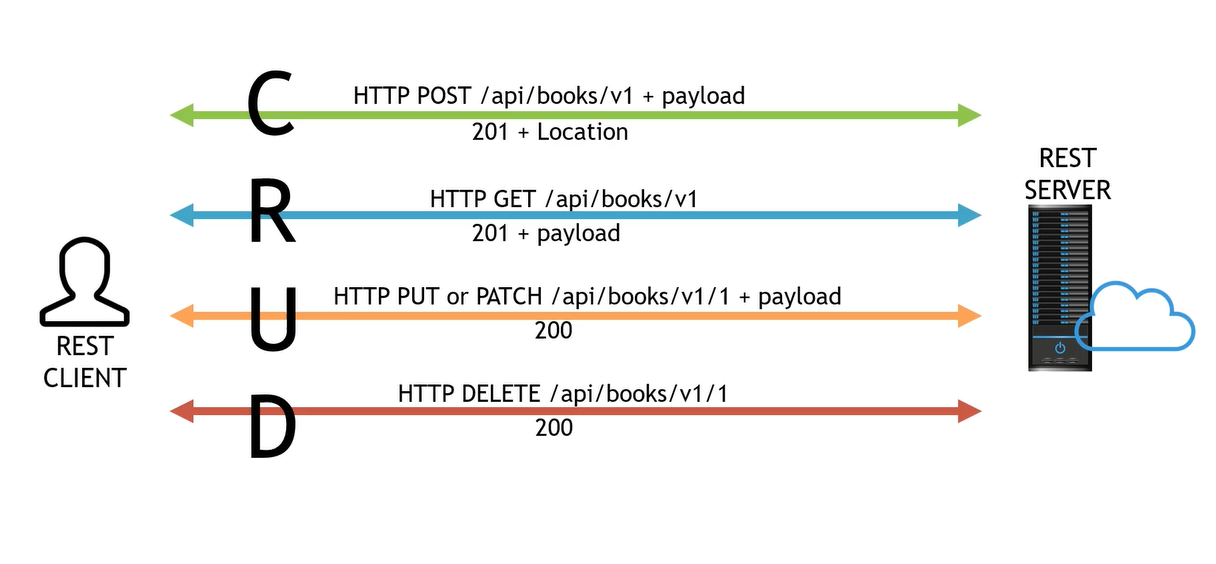 C
HTTP POST /api/books/v1 + payload
201 + Location
R
HTTP GET /api/books/v1
201 + payload
U
HTTP PUT or PATCH /api/books/v1/1 + payload
200
D
HTTP DELETE /api/books/v1/1
200
REST
CLIENT
REST
SERVER